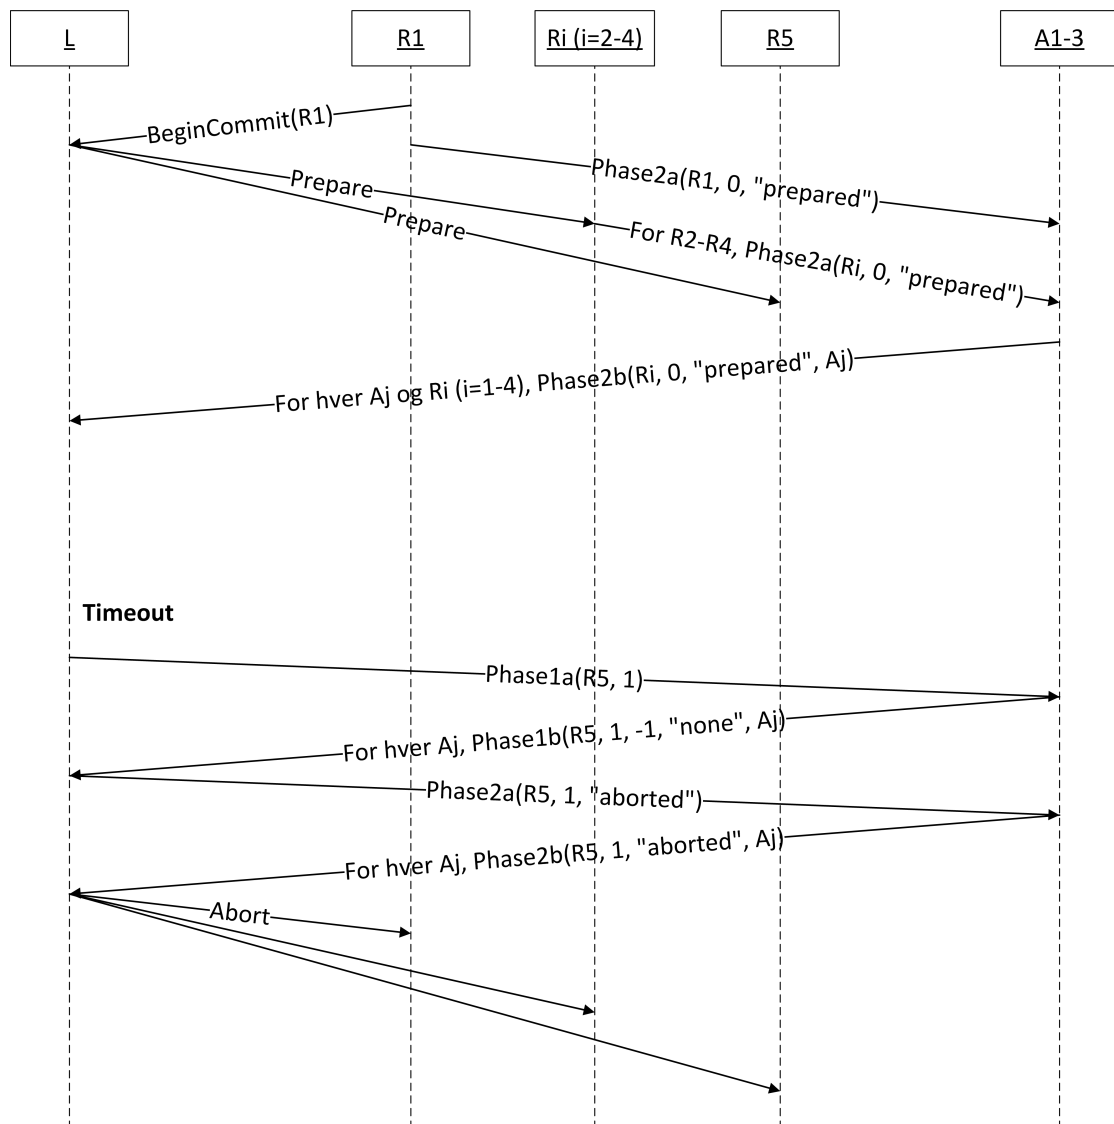 L
R1
Ri (i=2-4)
R5
A1-3
BeginCommit(R1)
Phase2a(R1, 0, "prepared")
Prepare
Prepare
For R2-R4, Phase2a(Ri, 0, "prepared")
For hver Aj og Ri (i=1-4), Phase2b(Ri, 0, "prepared", Aj)
Timeout
Phase1a(R5, 1)
For hver Aj, Phase1b(R5, 1, -1, "none", Aj)
Phase2a(R5, 1, "aborted")
For hver Aj, Phase2b(R5, 1, "aborted", Aj)
Abort